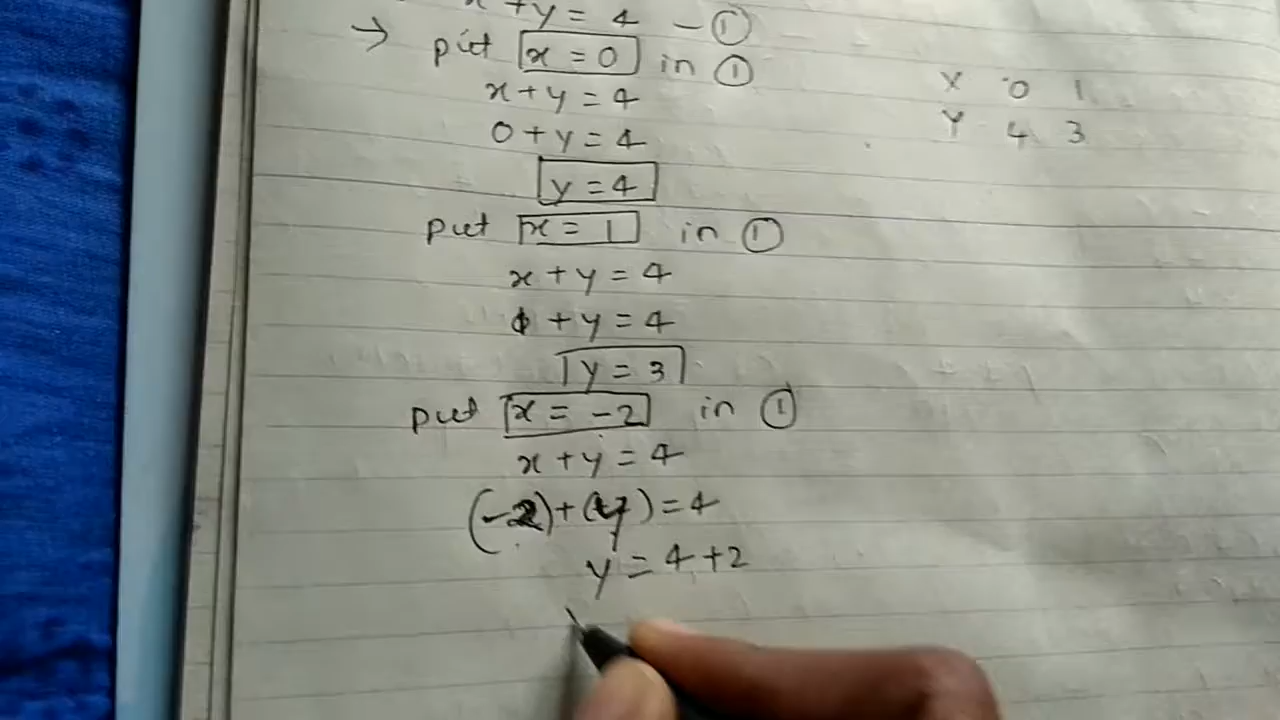 x + y = 4 - ①
→ put x = 0 in ①
x + y = 4
0 + y = 4
y = 4
put x = 1 in ①
x + y = 4
1 + y = 4
y = 3
put x = -2 in ①
x + y = 4
(-2) + (y) = 4
y = 4 + 2
X 0 1
Y 4 3